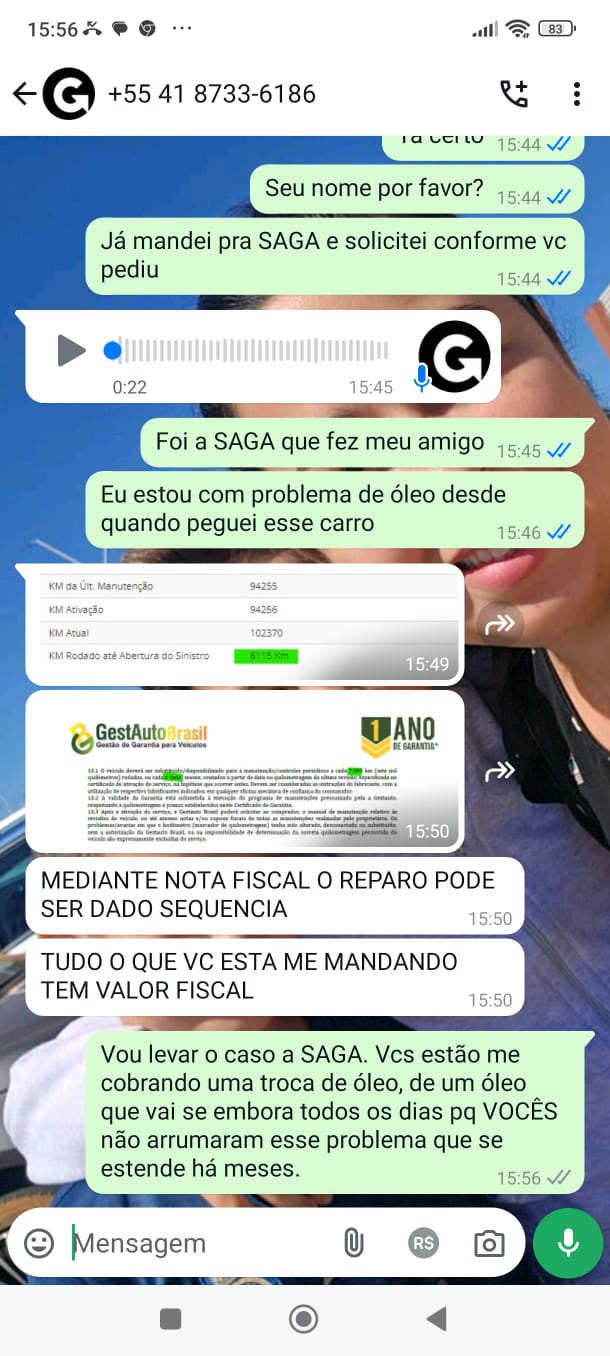 15:56
83
+55 41 8733-6186
Ta certo 15:44
Seu nome por favor? 15:44
Já mandei pra SAGA e solicitei conforme vc
pediu 15:44
0:22 15:45
Foi a SAGA que fez meu amigo 15:45
Eu estou com problema de óleo desde
quando peguei esse carro 15:46
KM da Últ. Manutenção 94255
KM Ativação 94256
KM Atual 102370
KM Rodado até Abertura do Sinistro 8115 Km
15:49
GestAutoBrasil 1 ANO
Gestão de Garantia para Veículos DE GARANTIA*
15:50
MEDIANTE NOTA FISCAL O REPARO PODE
SER DADO SEQUENCIA 15:50
TUDO O QUE VC ESTA ME MANDANDO
TEM VALOR FISCAL 15:50
Vou levar o caso a SAGA. Vcs estão me
cobrando uma troca de óleo, de um óleo
que vai se embora todos os dias pq VOCÊS
não arrumaram esse problema que se
estende há meses. 15:56
Mensagem R$